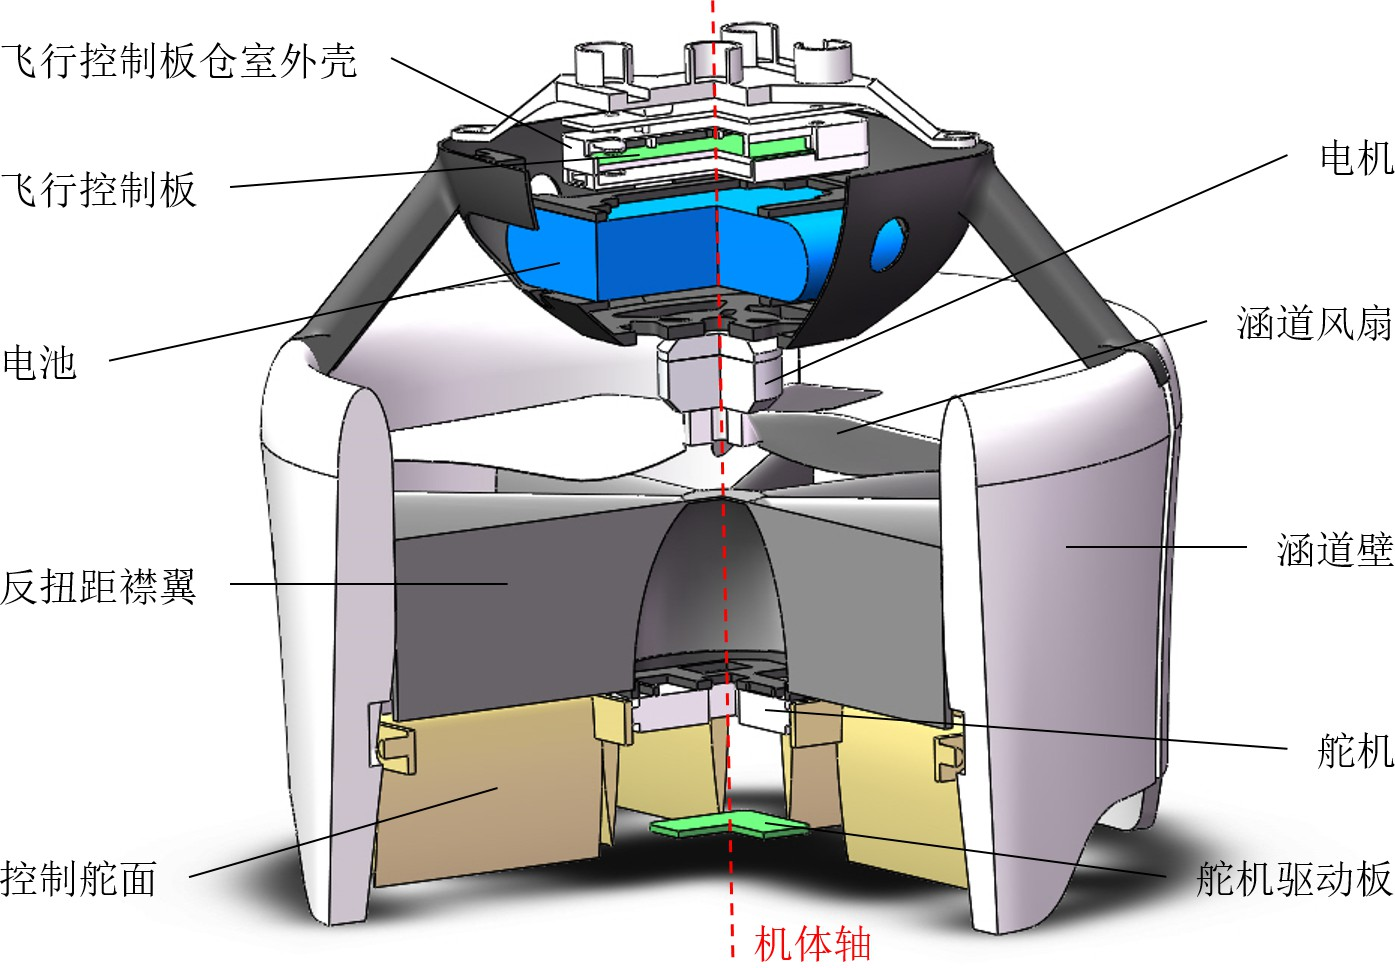 飞行控制板仓室外壳
电机
飞行控制板
涵道风扇
电池
涵道壁
反扭距襟翼
舵机
控制舵面
舵机驱动板
机体轴